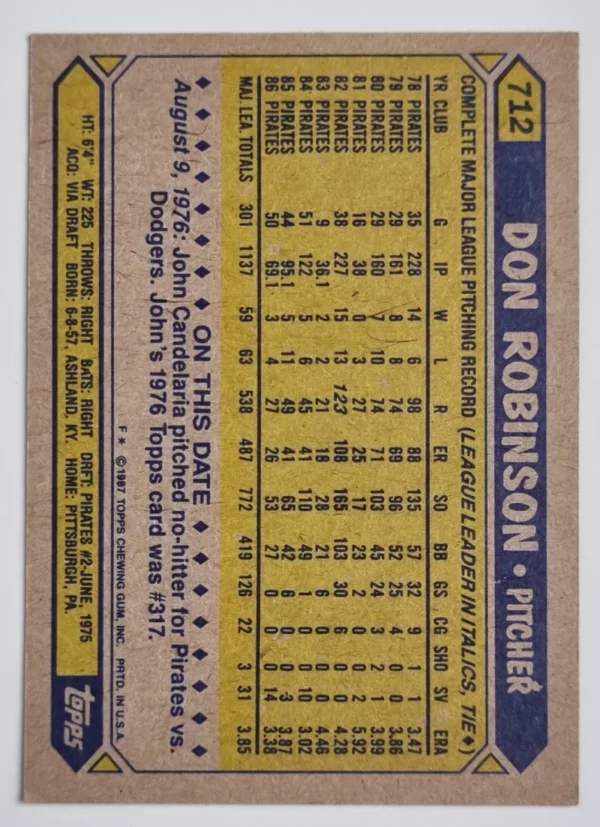 712 DON ROBINSON • PITCHER
COMPLETE MAJOR LEAGUE PITCHING RECORD (LEAGUE LEADER IN ITALICS, TIE♦)
YR CLUB G IP W L R ER SO BB GS CG SHO SV ERA
78 PIRATES 35 228 14 6 98 88 135 57 32 9 1 1 3.47
79 PIRATES 29 161 8 8 74 69 96 52 25 4 0 0 3.86
80 PIRATES 29 160 7 10 74 71 103 45 24 3 2 1 3.99
81 PIRATES 16 38 0 3 27 25 17 23 2 0 0 2 5.92
82 PIRATES 38 227 15 13 123 108 165 103 30 6 0 0 4.28
83 PIRATES 9 36.1 2 2 21 18 28 21 6 0 0 0 4.46
84 PIRATES 51 122 5 6 45 41 110 49 1 0 0 10 3.02
85 PIRATES 44 95.1 5 11 49 41 65 42 6 0 0 3 3.87
86 PIRATES 50 69.1 3 4 27 26 53 27 0 0 0 14 3.38
MAJ. LEA. TOTALS 301 1137 59 63 538 487 772 419 126 22 3 31 3.85
ON THIS DATE
August 9, 1976: John Candelaria pitched no-hitter for Pirates vs.
Dodgers. John's 1976 Topps card was #317.
F* ©1987 TOPPS CHEWING GUM, INC. PRTD. IN U.S.A.
HT: 6'4" WT: 225 THROWS: RIGHT BATS: RIGHT DRFT: PIRATES #2-JUNE, 1975
ACQ: VIA DRAFT BORN: 6-8-57, ASHLAND, KY. HOME: PITTSBURGH, PA.
topps